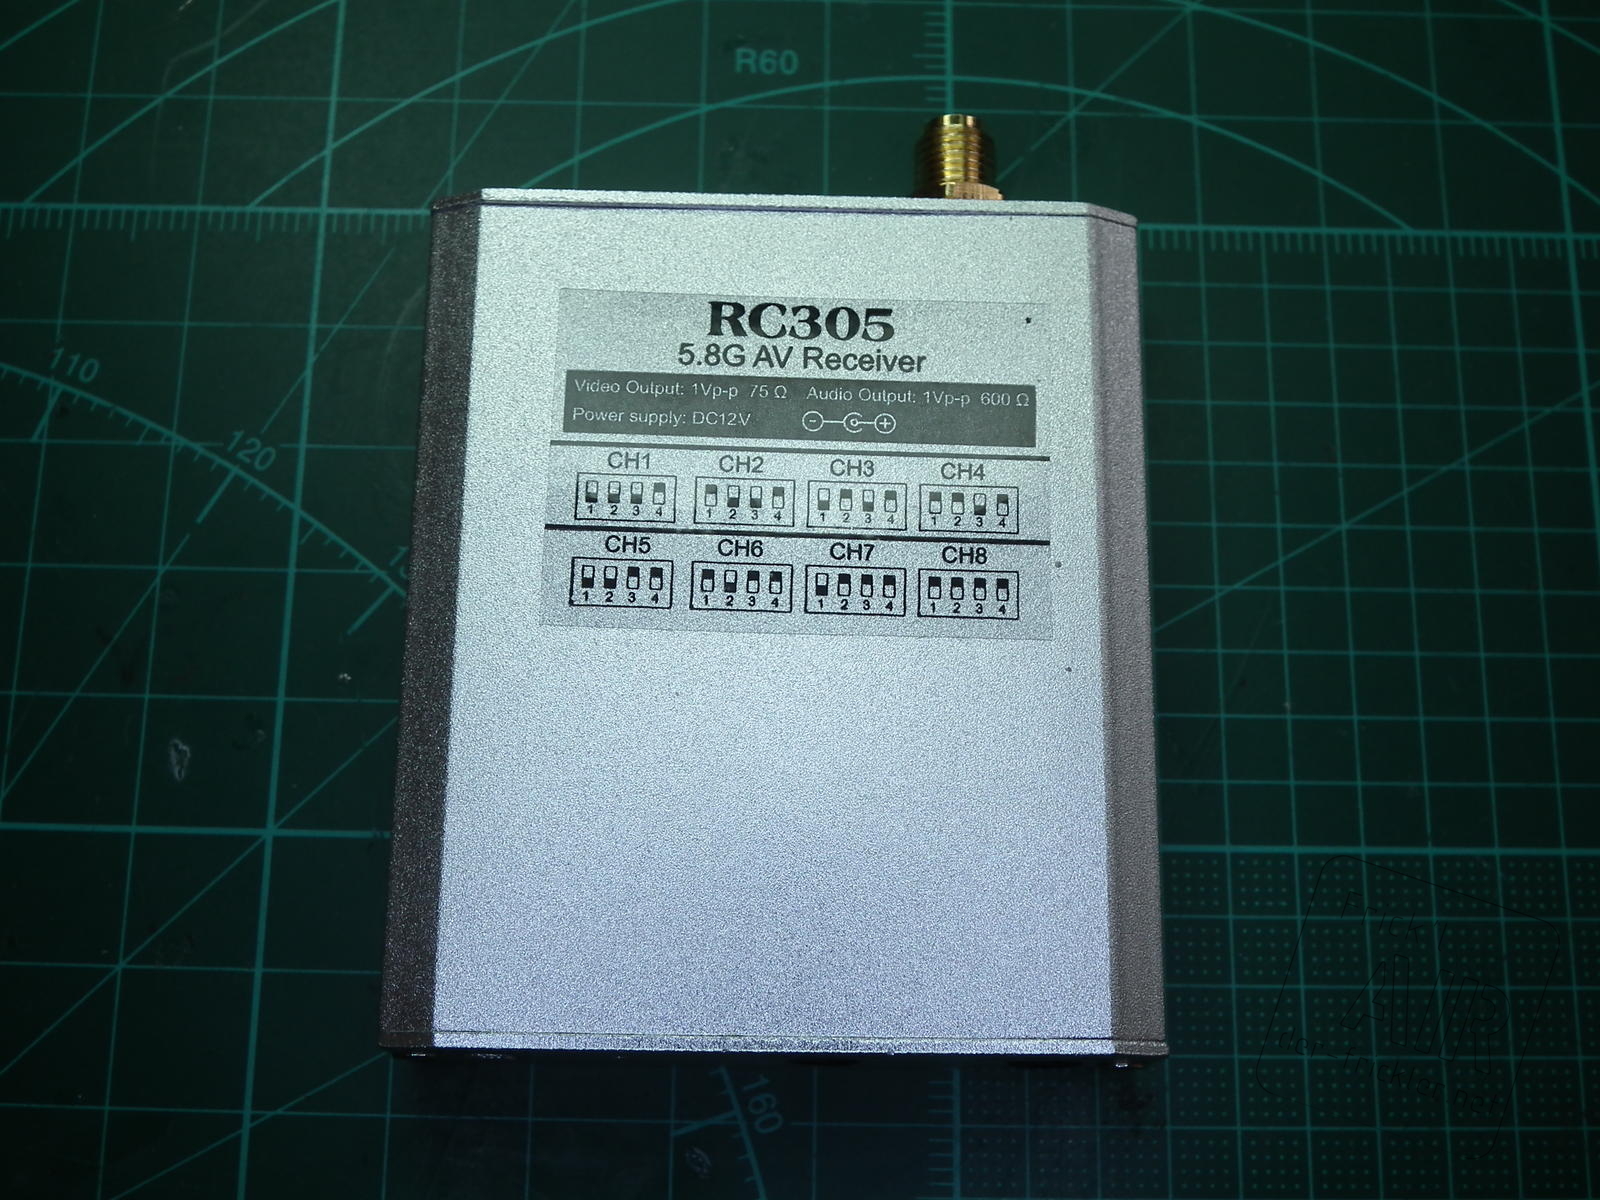 R60
RC305
5.8G AV Receiver
Video Output: 1Vp-p 75 Ω Audio Output: 1Vp-p 600 Ω
Power supply: DC12V - +
CH1 CH2 CH3 CH4
1 2 3 4 1 2 3 4 1 2 3 4 1 2 3 4
CH5 CH6 CH7 CH8
1 2 3 4 1 2 3 4 1 2 3 4 1 2 3 4
110
120
160